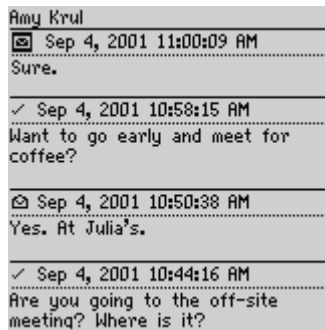 Amy Krul
Sep 4, 2001 11:00:09 AM
Sure.
Sep 4, 2001 10:58:15 AM
Want to go early and meet for
coffee?
Sep 4, 2001 10:50:38 AM
Yes. At Julia's.
Sep 4, 2001 10:44:16 AM
Are you going to the off-site
meeting? Where is it?